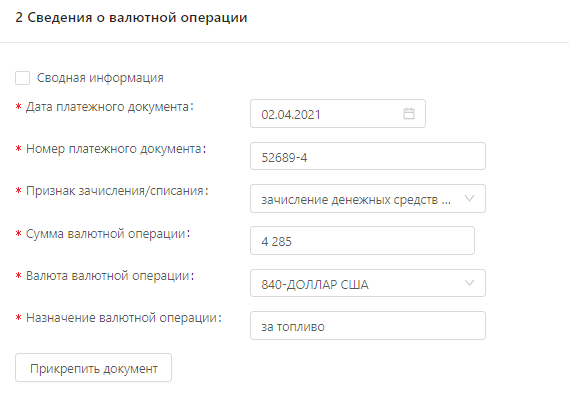 2 Сведения о валютной операции
Сводная информация
* Дата платежного документа: 02.04.2021
* Номер платежного документа: 52689-4
* Признак зачисления/списания: зачисление денежных средств ...
* Сумма валютной операции: 4 285
* Валюта валютной операции: 840-ДОЛЛАР США
* Назначение валютной операции: за топливо
Прикрепить документ